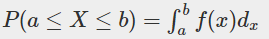 P(a ≤ X ≤ b) = ∫ₐᵇ f(x)dₓ